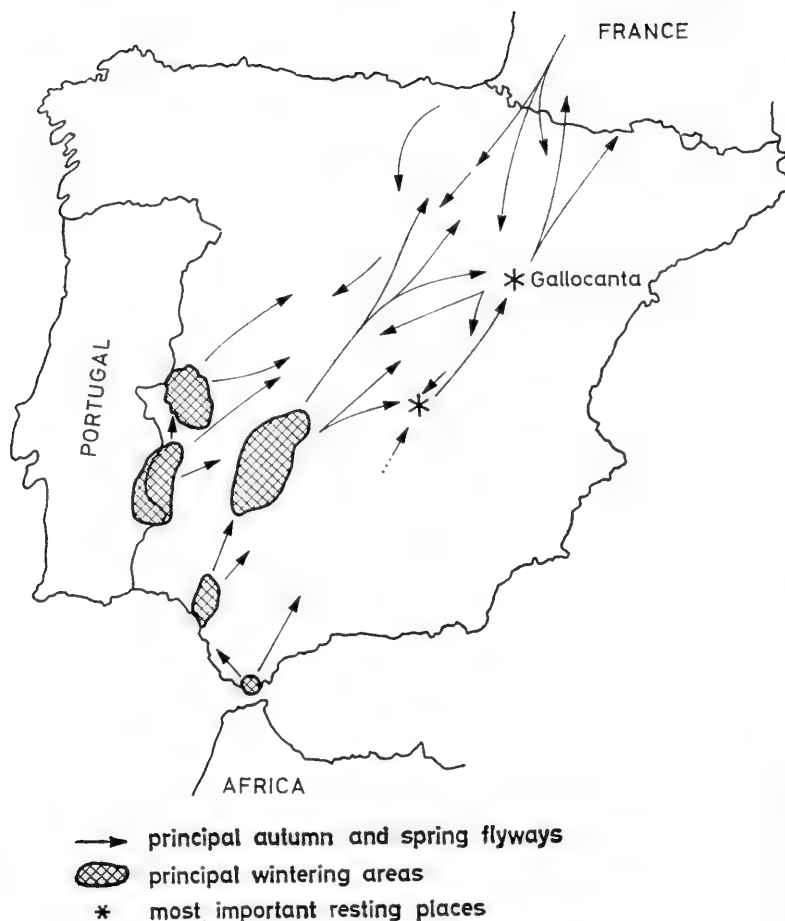 FRANCE
Gallocanta
PORTUGAL
AFRICA
principal autumn and spring flyways
principal wintering areas
most important resting places